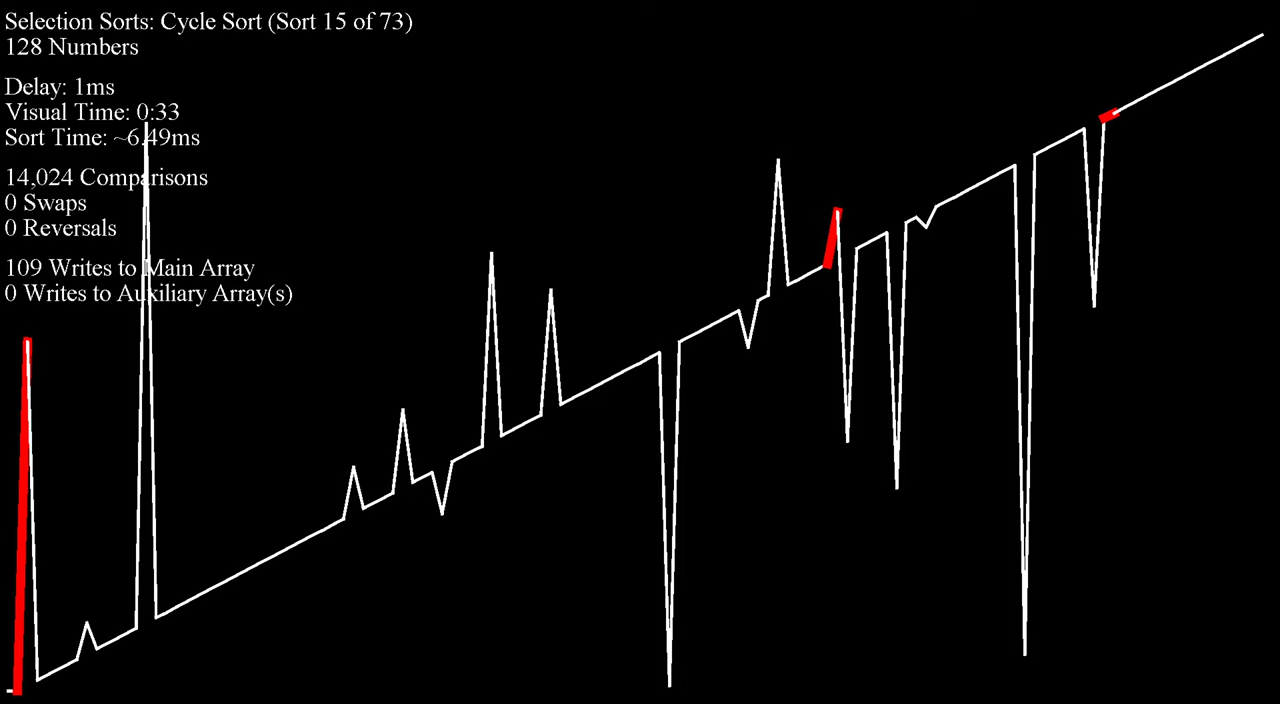 Selection Sorts: Cycle Sort (Sort 15 of 73)
128 Numbers
Delay: 1ms
Visual Time: 0:33
Sort Time: ~6.49ms
14,024 Comparisons
0 Swaps
0 Reversals
109 Writes to Main Array
0 Writes to Auxiliary Array(s)